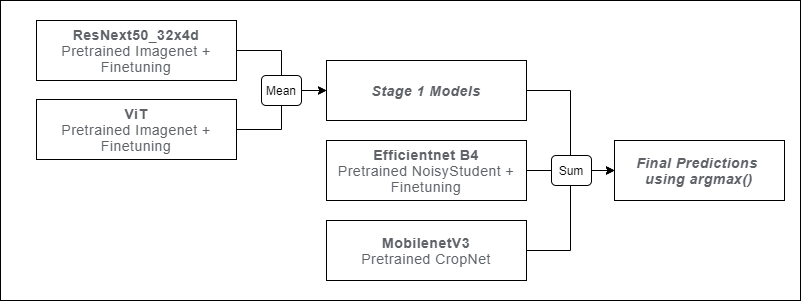 ResNext50_32x4d
Pretrained Imagenet +
Finetuning
ViT
Pretrained Imagenet +
Finetuning
Mean
Stage 1 Models
Efficientnet B4
Pretrained NoisyStudent +
Finetuning
MobilenetV3
Pretrained CropNet
Sum
Final Predictions
using argmax()